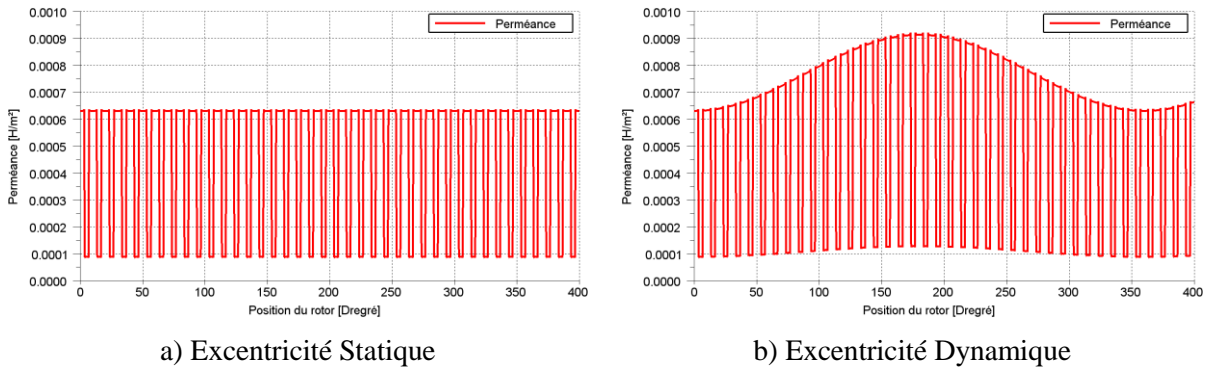 Perméance
0.0010
0.0009
0.0008
0.0007
0.0006
0.0005
0.0004
0.0003
0.0002
0.0001
0.0000
Perméance [H/m²]
0 50 100 150 200 250 300 350 400
Position du rotor [Dregré]
a) Excentricité Statique
Perméance
0.0010
0.0009
0.0008
0.0007
0.0006
0.0005
0.0004
0.0003
0.0002
0.0001
0.0000
Perméance [H/m²]
0 50 100 150 200 250 300 350 400
Position du rotor [Dregré]
b) Excentricité Dynamique